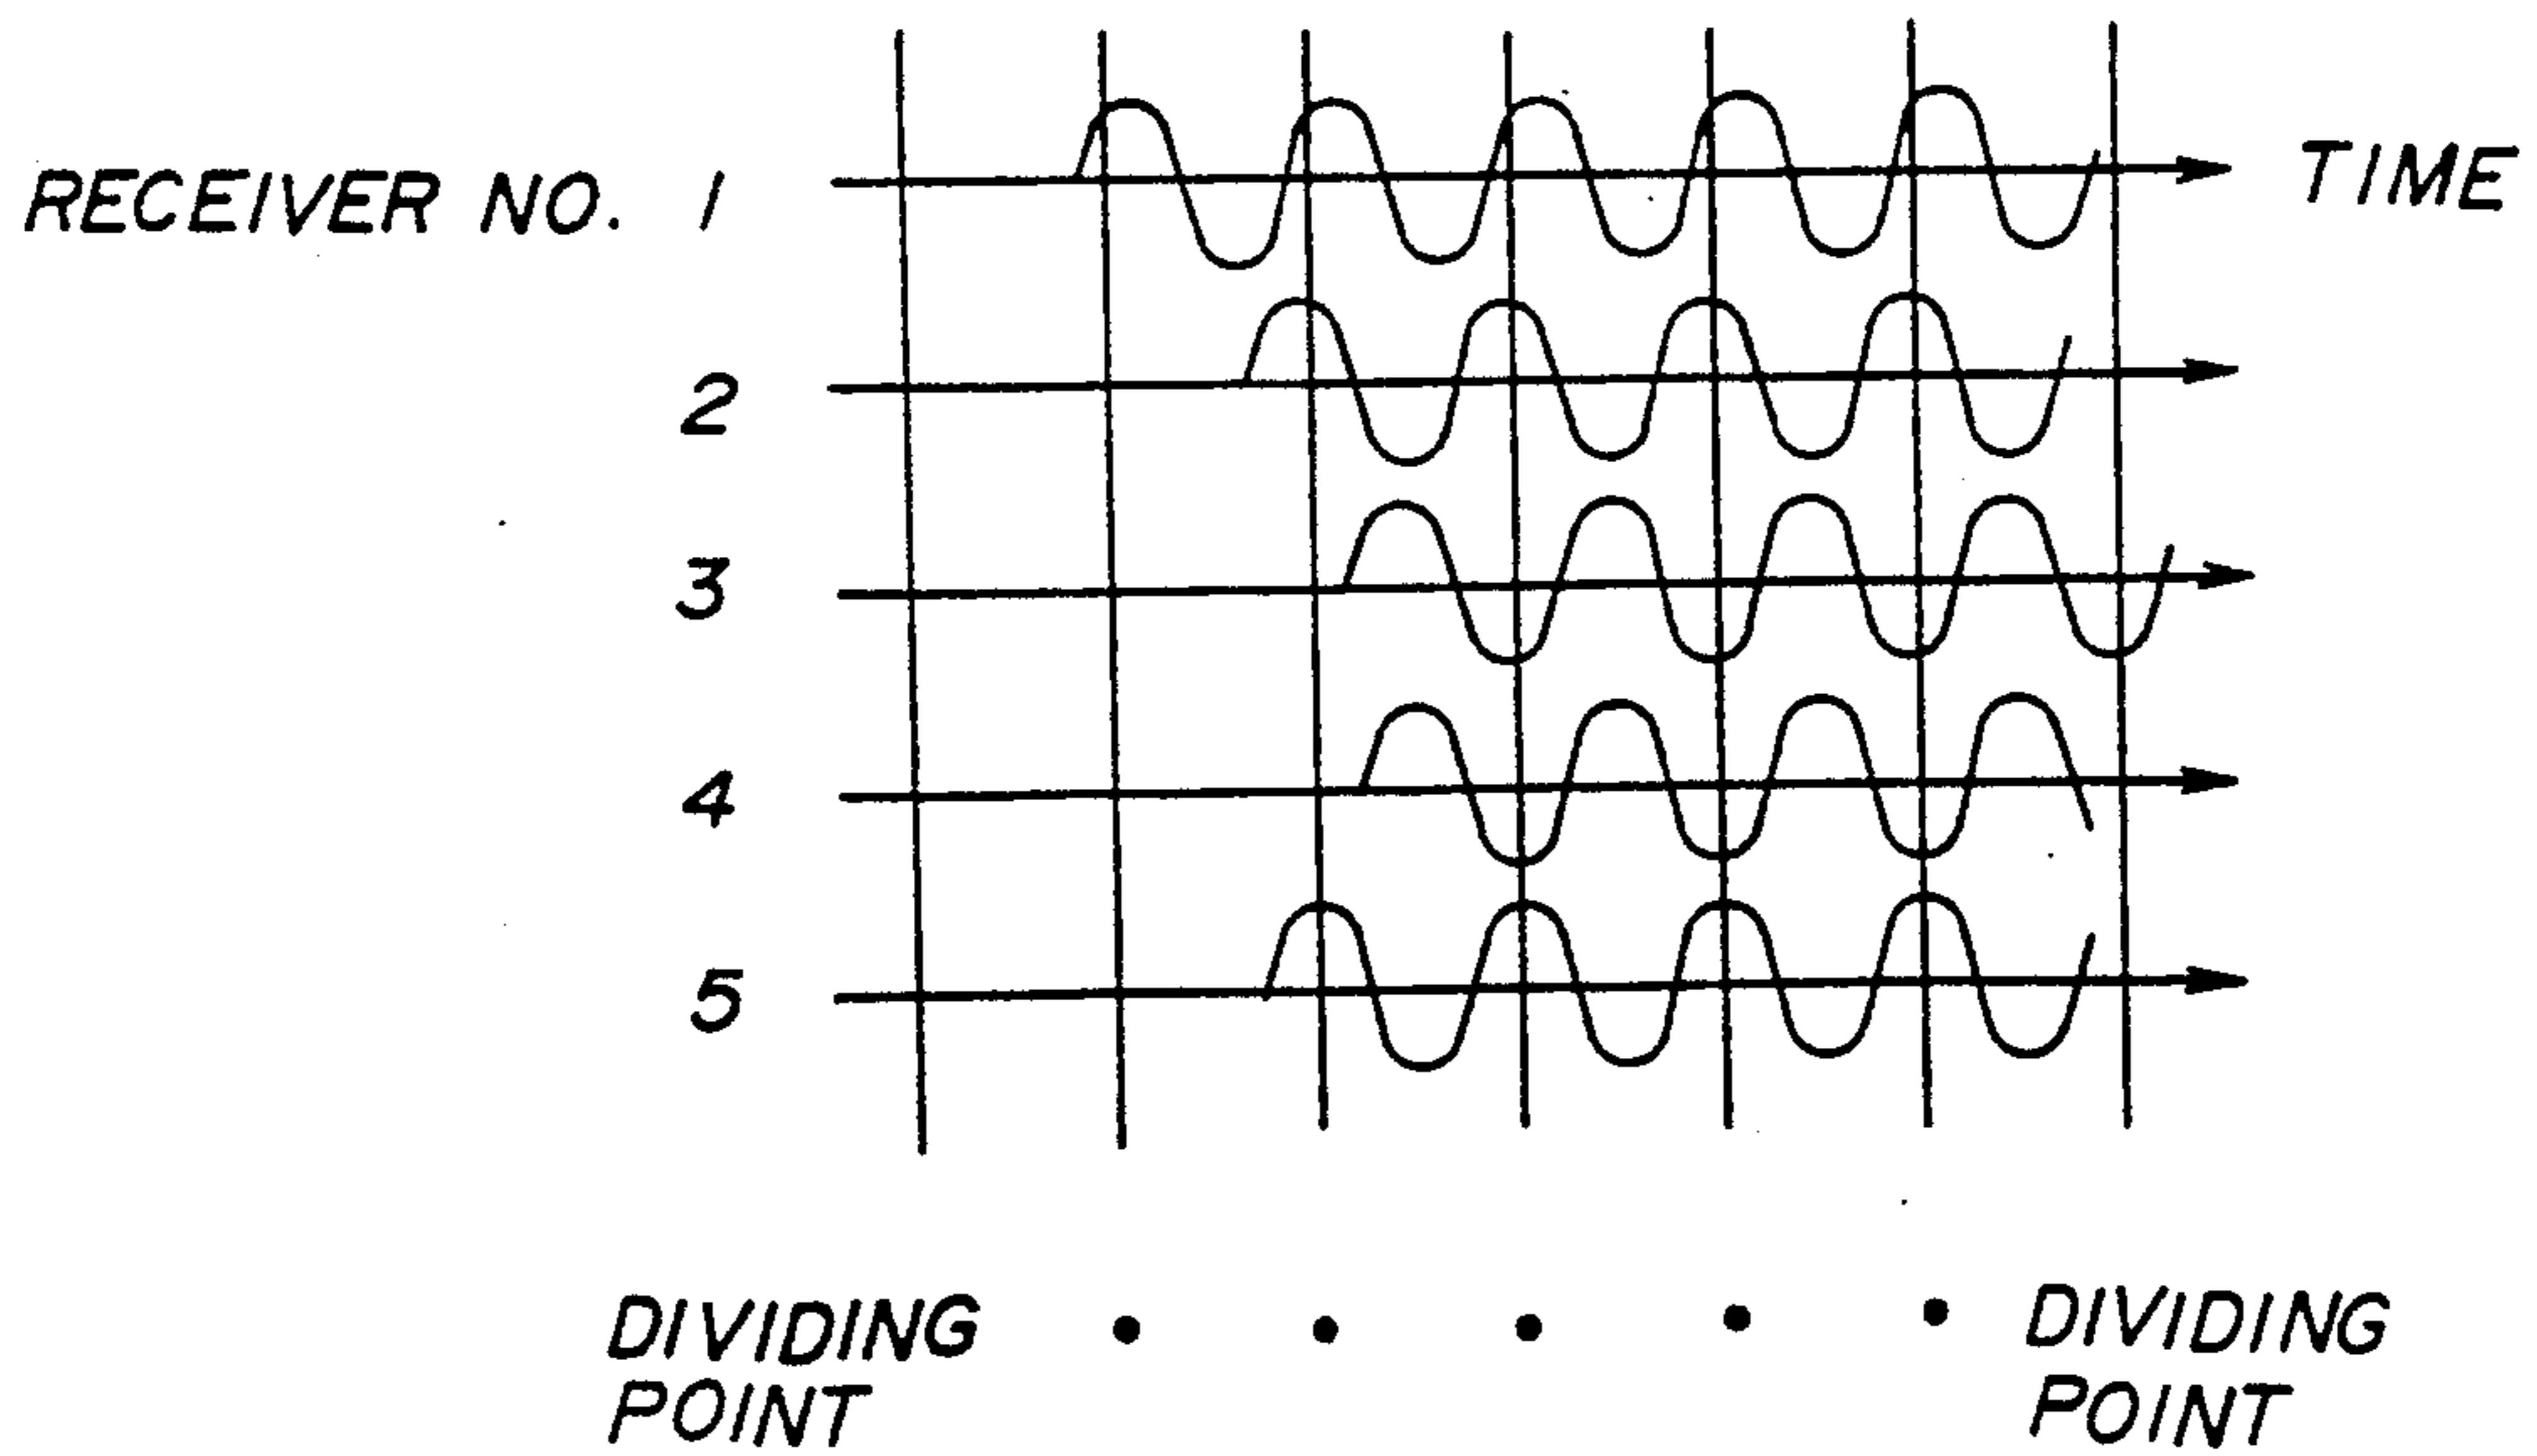 RECEIVER NO. 1
TIME
2
3
4
5
DIVIDING POINT
• • • • •
DIVIDING POINT